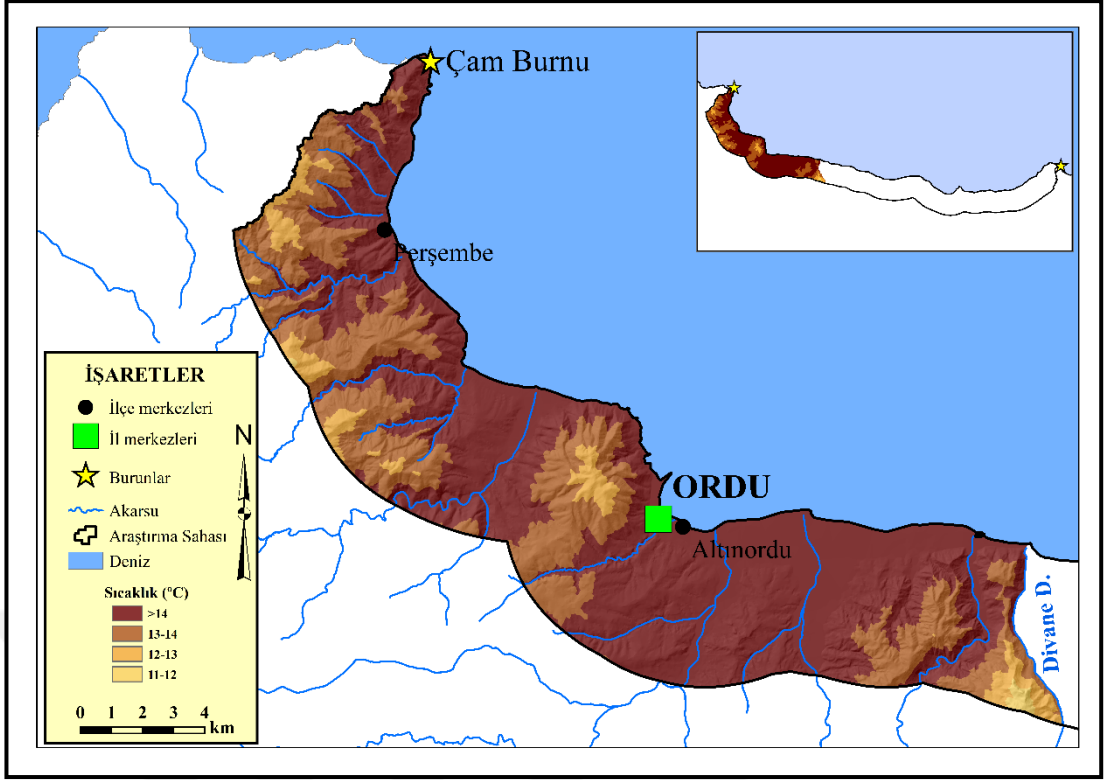 Çam Burnu
Perşembe
ORDU
Altınordu
Divane D.
İŞARETLER
İlçe merkezleri
İl merkezleri
N
Burunlar
Akarsu
Araştırma Sahası
Deniz
Sıcaklık (°C)
>14
13-14
12-13
11-12
0 1 2 3 4
km